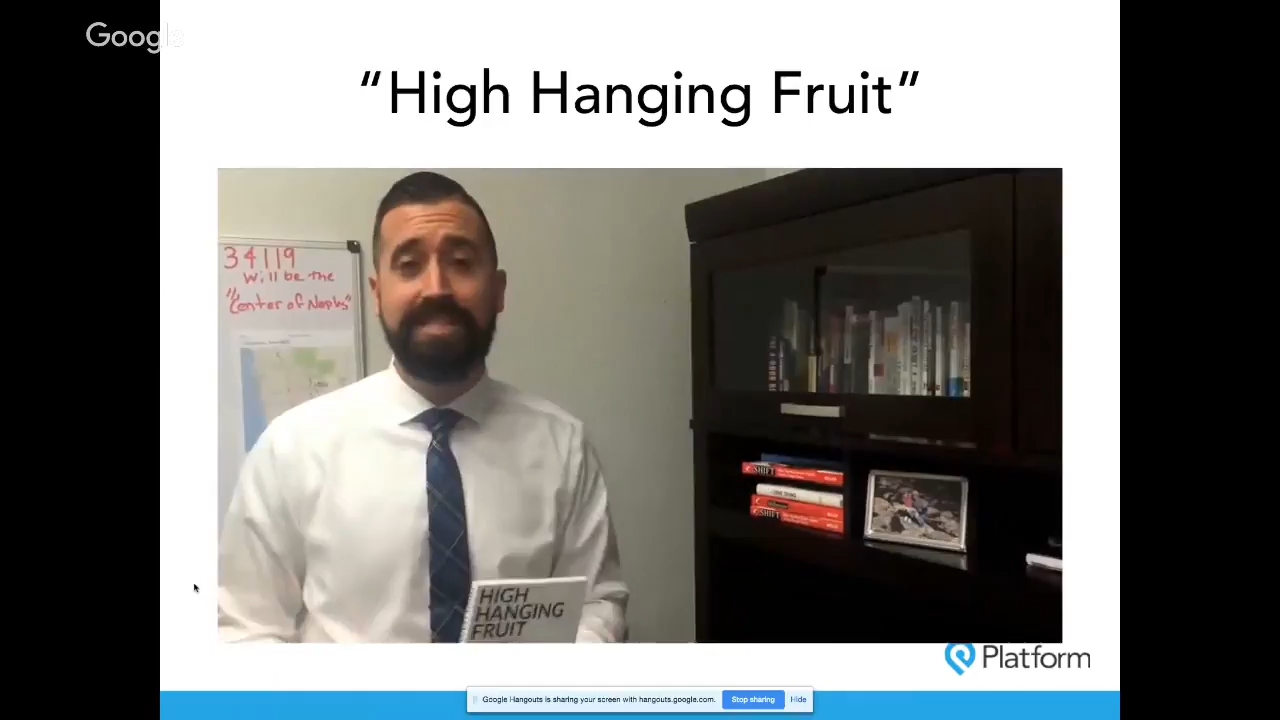 Google
“High Hanging Fruit”
34119
Will be the
"Center of Naples"
SHIFT
SHIFT
HIGH
HANGING
FRUIT
Platform
Google Hangouts is sharing your screen with hangouts.google.com.
Stop sharing
Hide